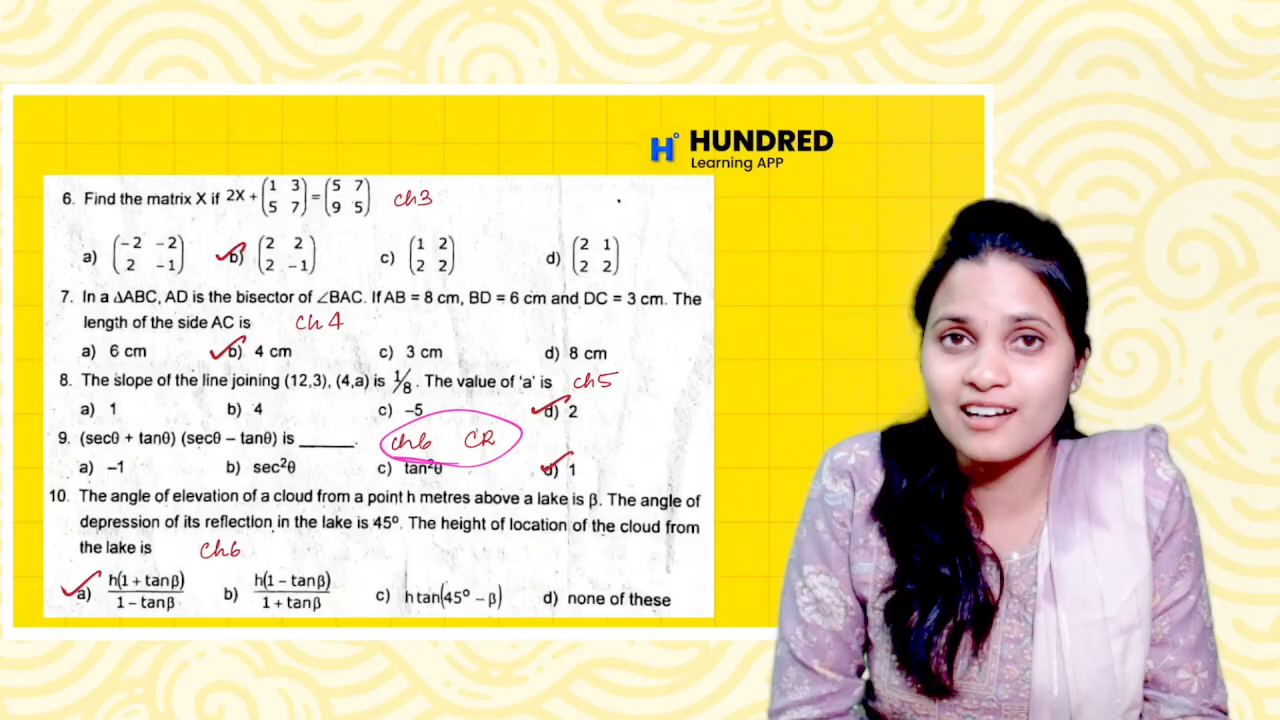 H° HUNDRED
Learning APP
6. Find the matrix X if 2X + (1 3 / 5 7) = (5 7 / 9 5) ch3
a) (−2 −2 / 2 −1) b) (2 2 / 2 −1) c) (1 2 / 2 2) d) (2 1 / 2 2)
7. In a ΔABC, AD is the bisector of ∠BAC. If AB = 8 cm, BD = 6 cm and DC = 3 cm. The
length of the side AC is ch4
a) 6 cm b) 4 cm c) 3 cm d) 8 cm
8. The slope of the line joining (12,3), (4,a) is 1/8. The value of 'a' is ch5
a) 1 b) 4 c) −5 d) 2
9. (secθ + tanθ) (secθ − tanθ) is ______. ch6 CR
a) −1 b) sec²θ c) tan²θ d) 1
10. The angle of elevation of a cloud from a point h metres above a lake is β. The angle of
depression of its reflection in the lake is 45º. The height of location of the cloud from
the lake is ch6
a) h(1 + tanβ) / 1 − tanβ b) h(1 − tanβ) / 1 + tanβ c) h tan(45º − β) d) none of these